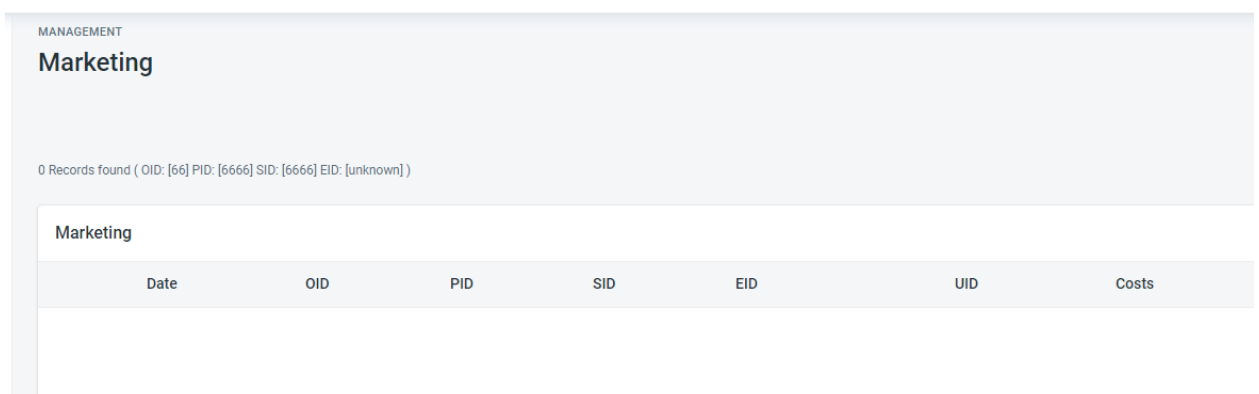 MANAGEMENT
Marketing
0 Records found ( OID: [66] PID: [6666] SID: [6666] EID: [unknown] )
Marketing
Date OID PID SID EID UID Costs